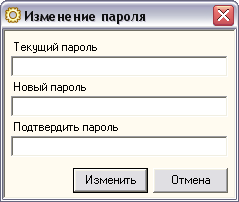 Изменение пароля
Текущий пароль
Новый пароль
Подтвердить пароль
Изменить Отмена